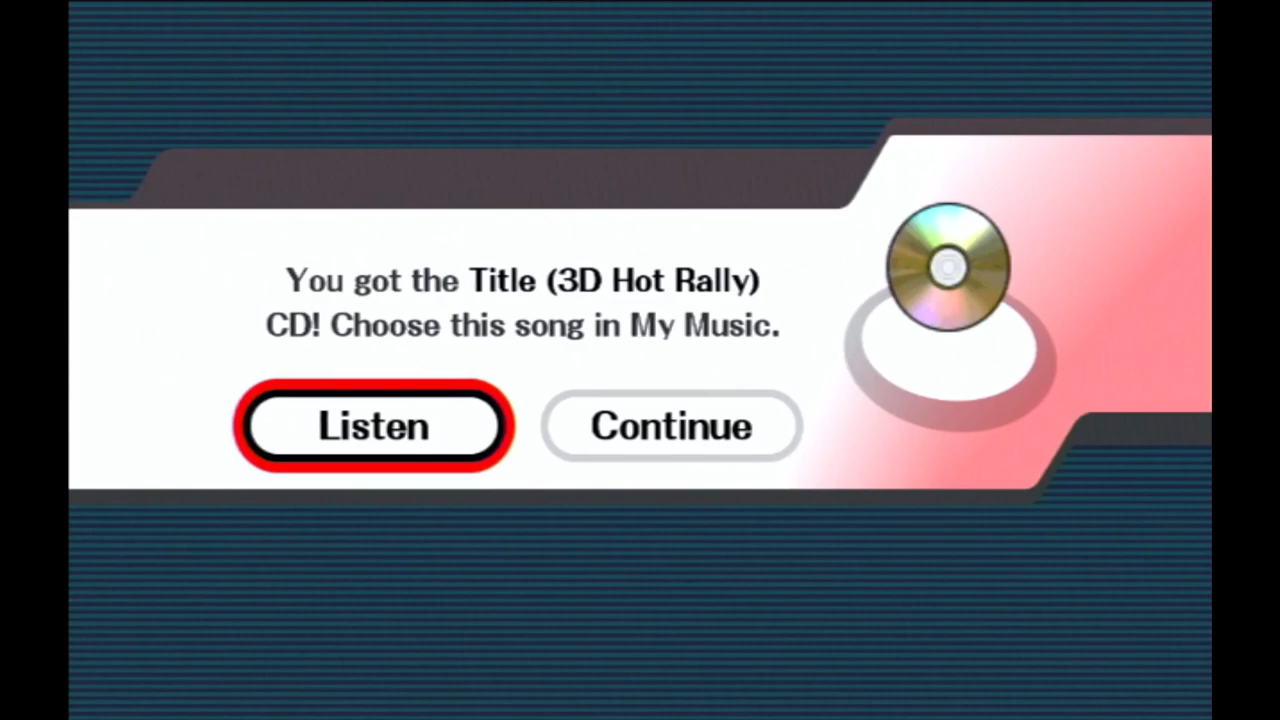 You got the Title (3D Hot Rally)
CD! Choose this song in My Music.
Listen
Continue